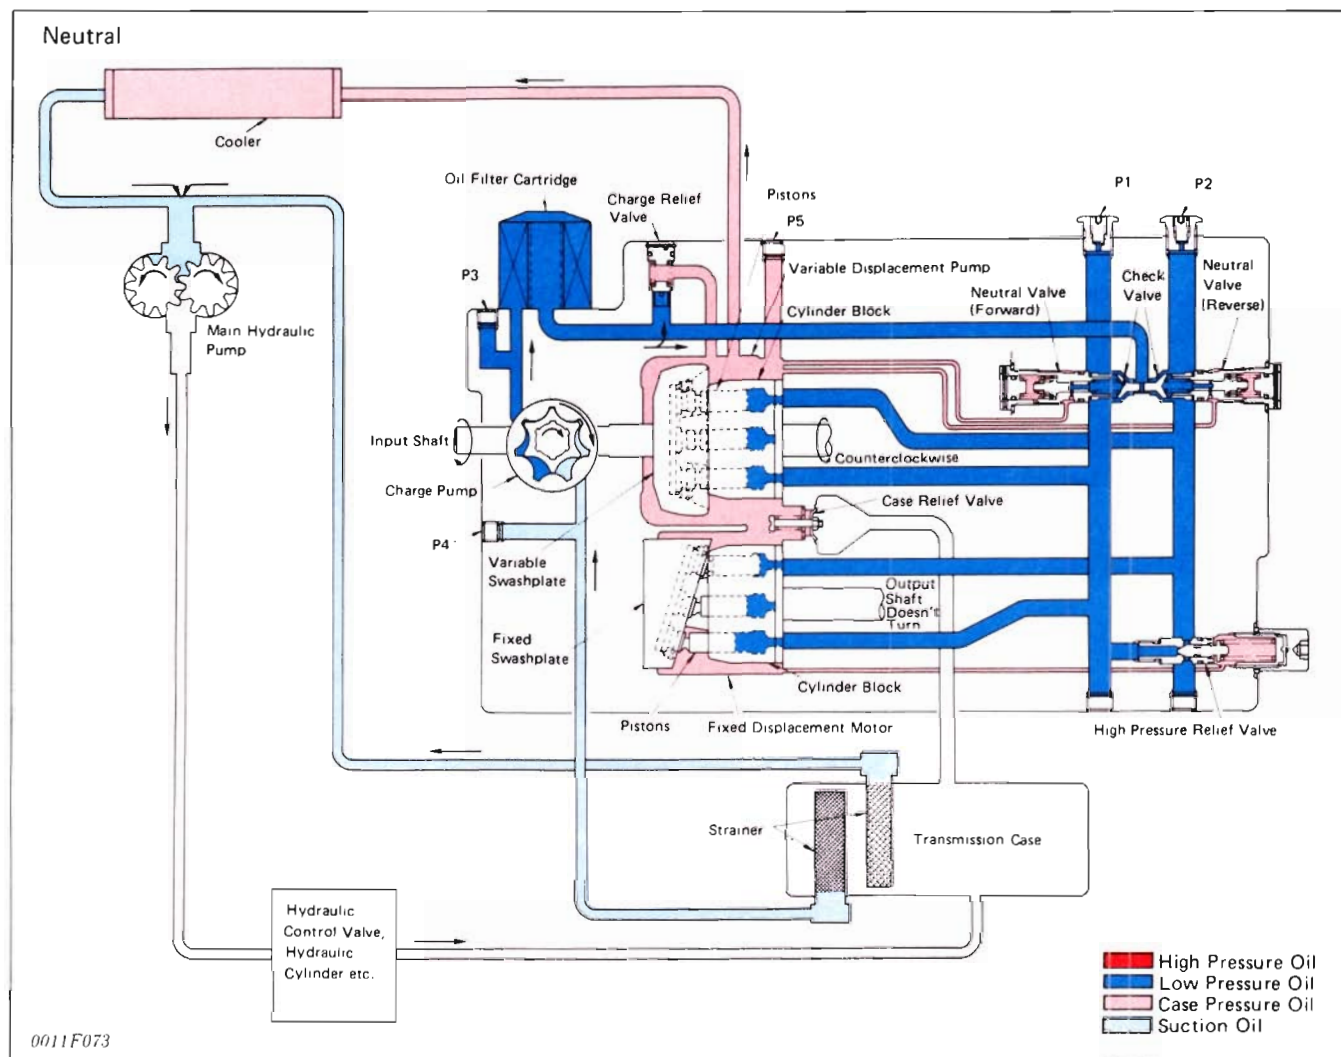 Neutral
Cooler
Oil Filter Cartridge
Charge Relief
Valve
Pistons
P5
P1
P2
P3
Variable Displacement Pump
Cylinder Block
Neutral Valve
(Forward)
Check
Valve
Neutral
Valve
(Reverse)
Main Hydraulic
Pump
Input Shaft
Charge Pump
Counterclockwise
Case Relief Valve
P4
Variable
Swashplate
Output
Shaft
Doesn't
Turn
Fixed
Swashplate
Cylinder Block
Pistons
Fixed Displacement Motor
High Pressure Relief Valve
Strainer
Transmission Case
Hydraulic
Control Valve,
Hydraulic
Cylinder etc.
High Pressure Oil
Low Pressure Oil
Case Pressure Oil
Suction Oil
0011F073